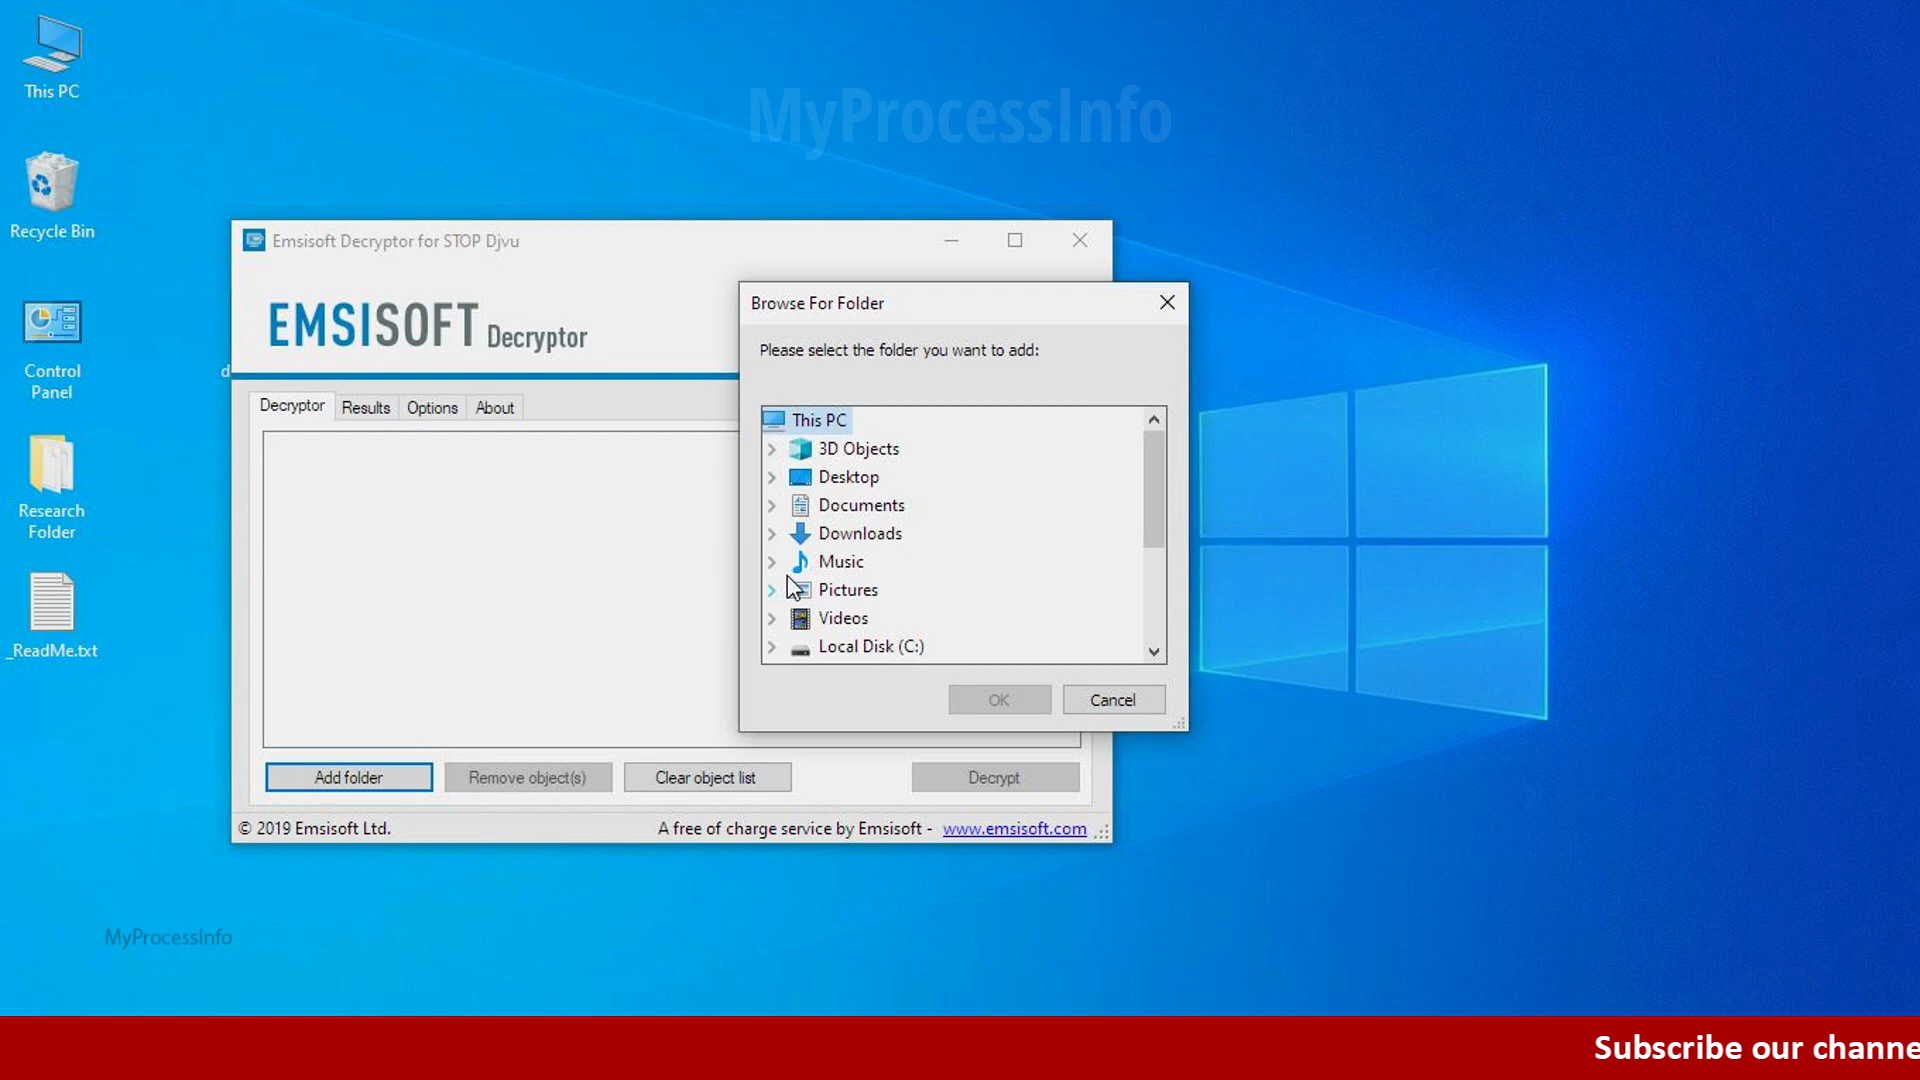 This PC
Recycle Bin
Control
Panel
Research
Folder
_ReadMe.txt
MyProcessInfo
Emsisoft Decryptor for STOP Djvu
EMSISOFT Decryptor
d
Decryptor
Results
Options
About
Browse For Folder
Please select the folder you want to add:
This PC
3D Objects
Desktop
Documents
Downloads
Music
Pictures
Videos
Local Disk (C:)
OK
Cancel
Add folder
Remove object(s)
Clear object list
Decrypt
© 2019 Emsisoft Ltd.
A free of charge service by Emsisoft - www.emsisoft.com
MyProcessInfo
Subscribe our channe